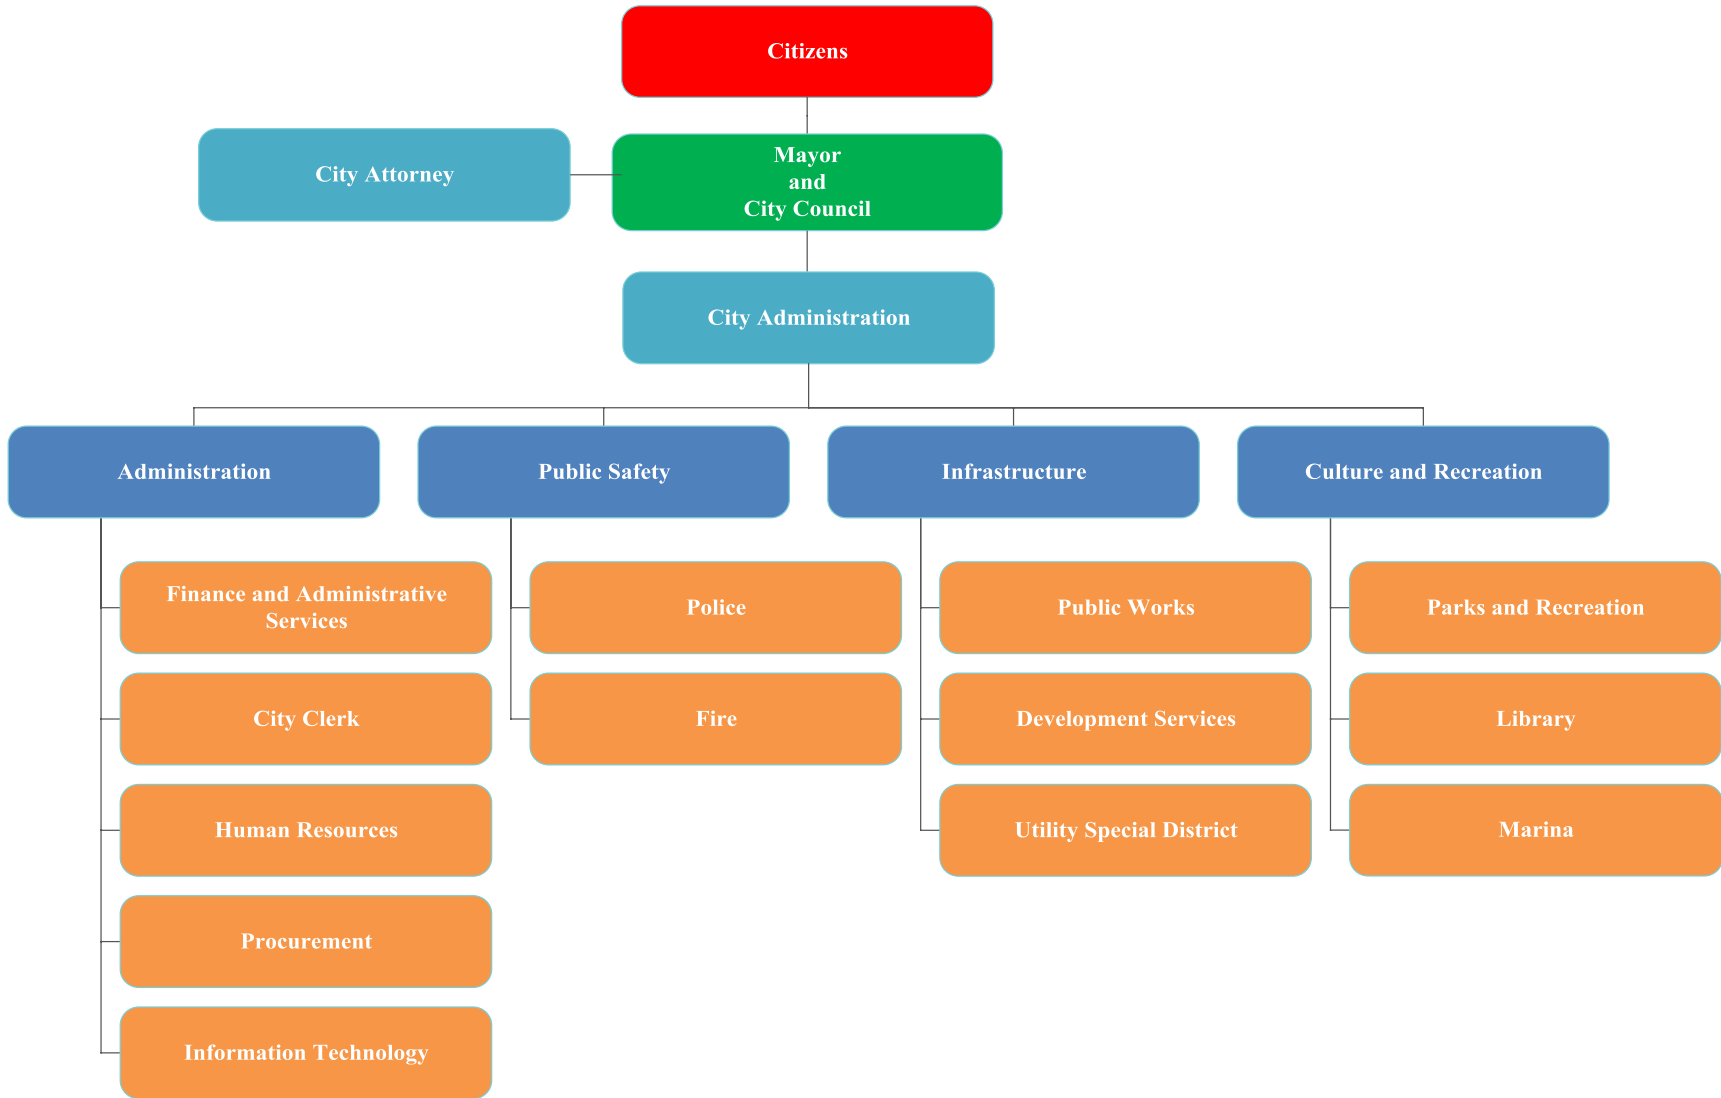 Citizens
City Attorney
Mayor
and
City Council
City Administration
Administration
Public Safety
Infrastructure
Culture and Recreation
Finance and Administrative
Services
Police
Public Works
Parks and Recreation
City Clerk
Fire
Development Services
Library
Human Resources
Utility Special District
Marina
Procurement
Information Technology